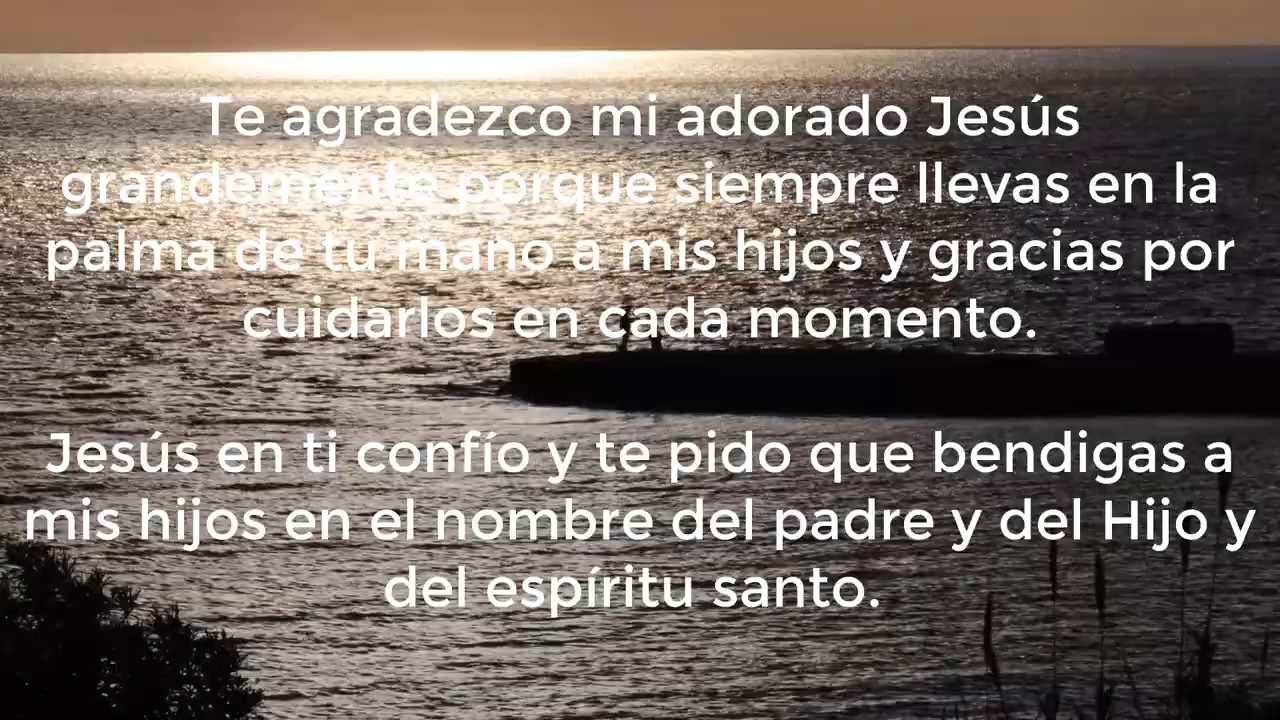 Te agradezco mi adorado Jesús
grandemente porque siempre llevas en la
palma de tu mano a mis hijos y gracias por
cuidarlos en cada momento.
Jesús en ti confío y te pido que bendigas a
mis hijos en el nombre del padre y del Hijo y
del espíritu santo.